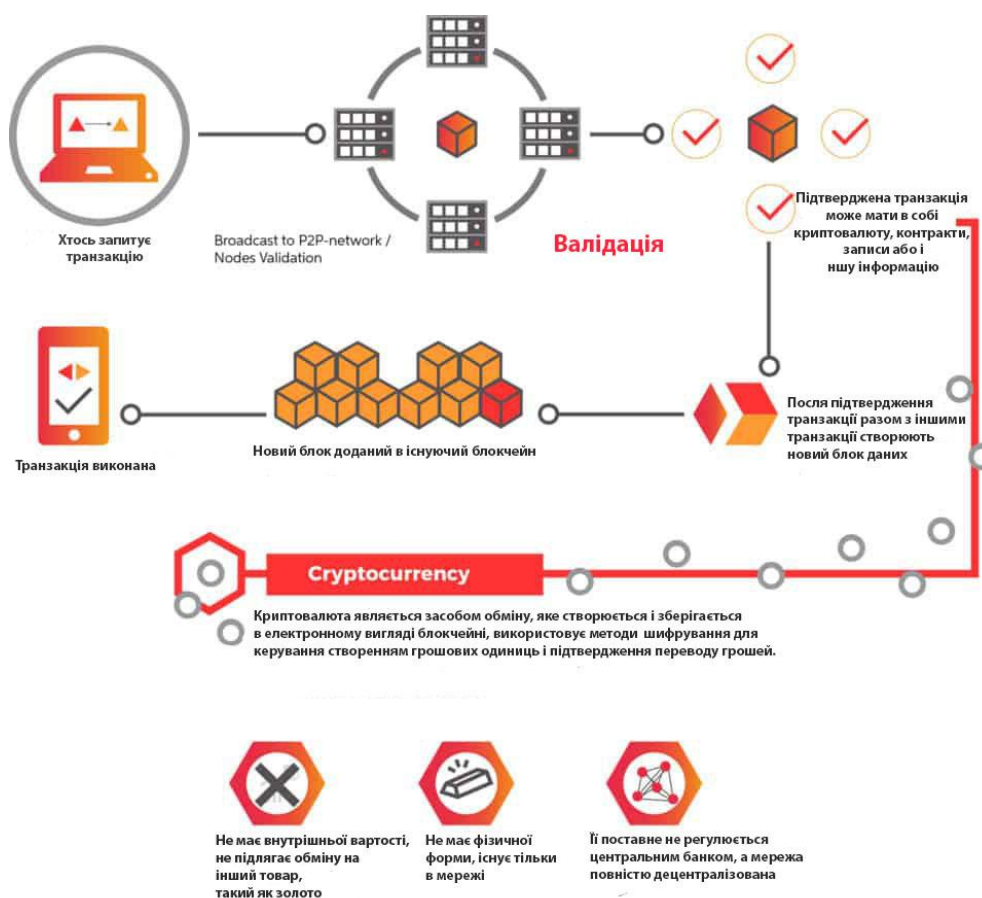 Хтось запитує
транзакцію
Broadcast to P2P-network /
Nodes Validation
Валідація
Підтверджена транзакція
може мати в собі
криптовалюту, контракти,
записи або і
ншу інформацію
Транзакція виконана
Новий блок доданий в існуючий блокчейн
После підтвердження
транзакції разом з іншими
транзакції створюють
новий блок даних
Cryptocurrency
Криптовалюта являється засобом обміну, яке створюється і зберігається
в електронному вигляді блокчейні, використовує методи шифрування для
керування створенням грошових одиниць і підтвердження переводу грошей.
Не має внутрішньої вартості,
не підлягає обміну на
інший товар,
такий як золото
Не має фізичної
форми, існує тільки
в мережі
Її поставне не регулюється
центральним банком, а мережа
повністю децентралізована